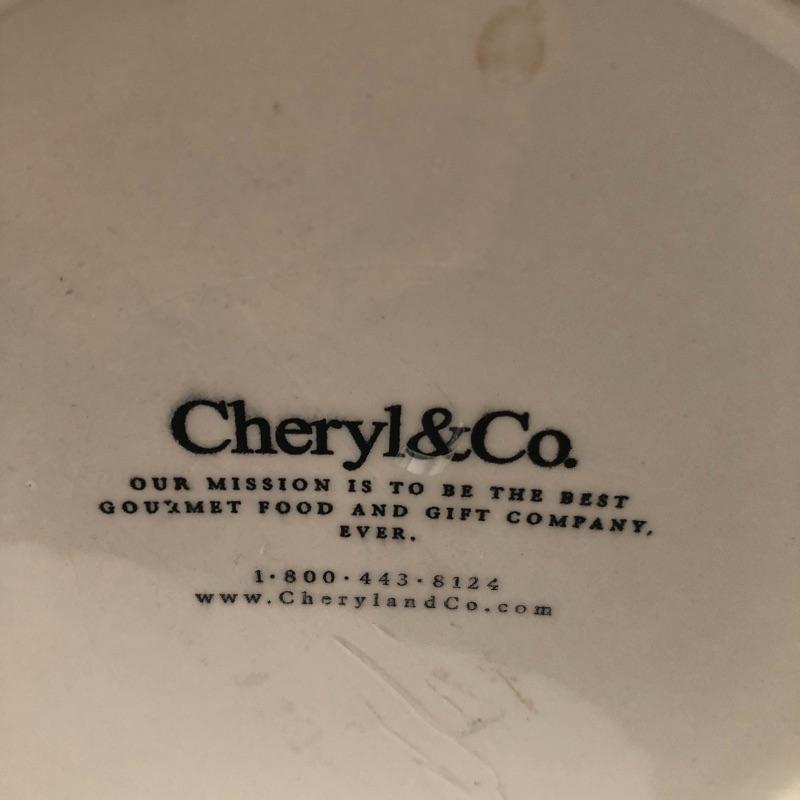 Cheryl&Co.
OUR MISSION IS TO BE THE BEST
GOURMET FOOD AND GIFT COMPANY,
EVER.
1·800·443·8124
www.CherylandCo.com